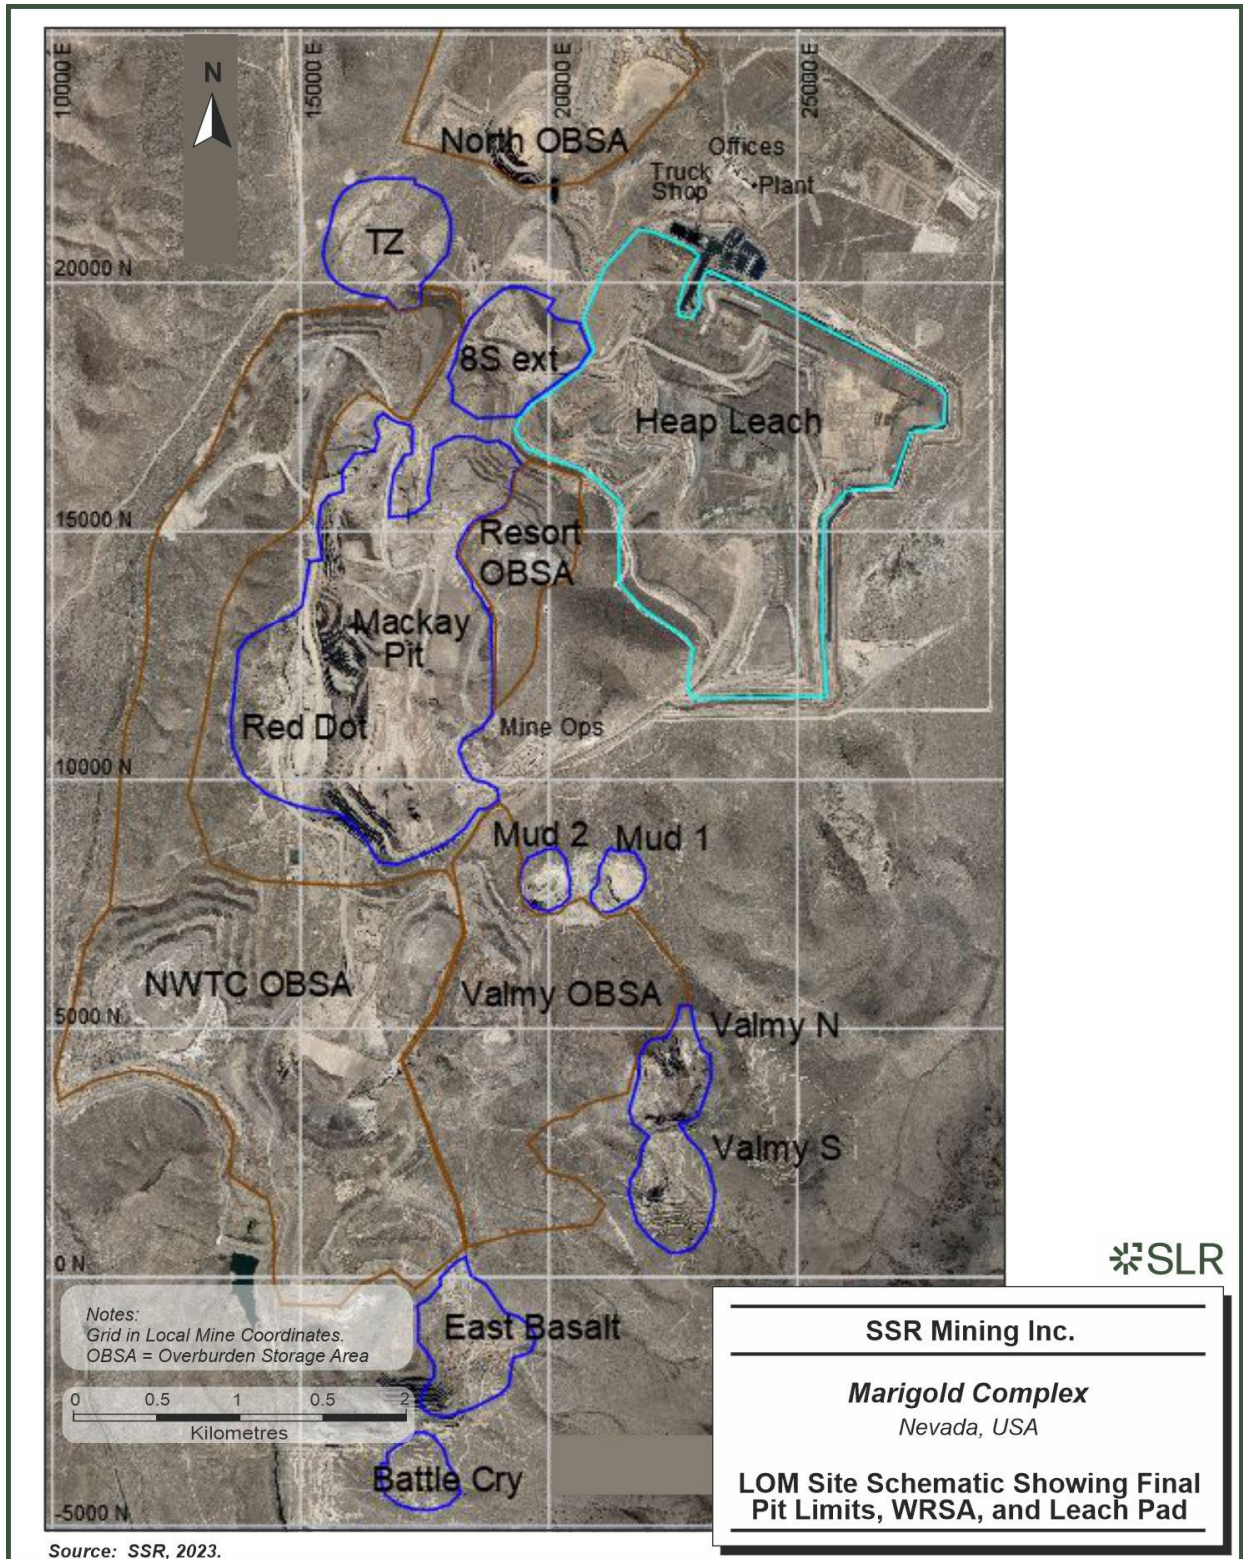 10000 E
15000 E
20000 E
25000 E
N
North OBSA
Offices
Truck
Shop
Plant
TZ
20000 N
8S ext
Heap Leach
15000 N
Resort
OBSA
Mackay
Pit
Red Dot
Mine Ops
10000 N
Mud 2
Mud 1
NWTC OBSA
Valmy OBSA
5000 N
Valmy N
Valmy S
0 N
SLR
Notes:
Grid in Local Mine Coordinates.
OBSA = Overburden Storage Area
East Basalt
SSR Mining Inc.
0 0.5 1 0.5 2
Kilometres
Marigold Complex
Nevada, USA
Battle Cry
LOM Site Schematic Showing Final
Pit Limits, WRSA, and Leach Pad
-5000 N
Source: SSR, 2023.